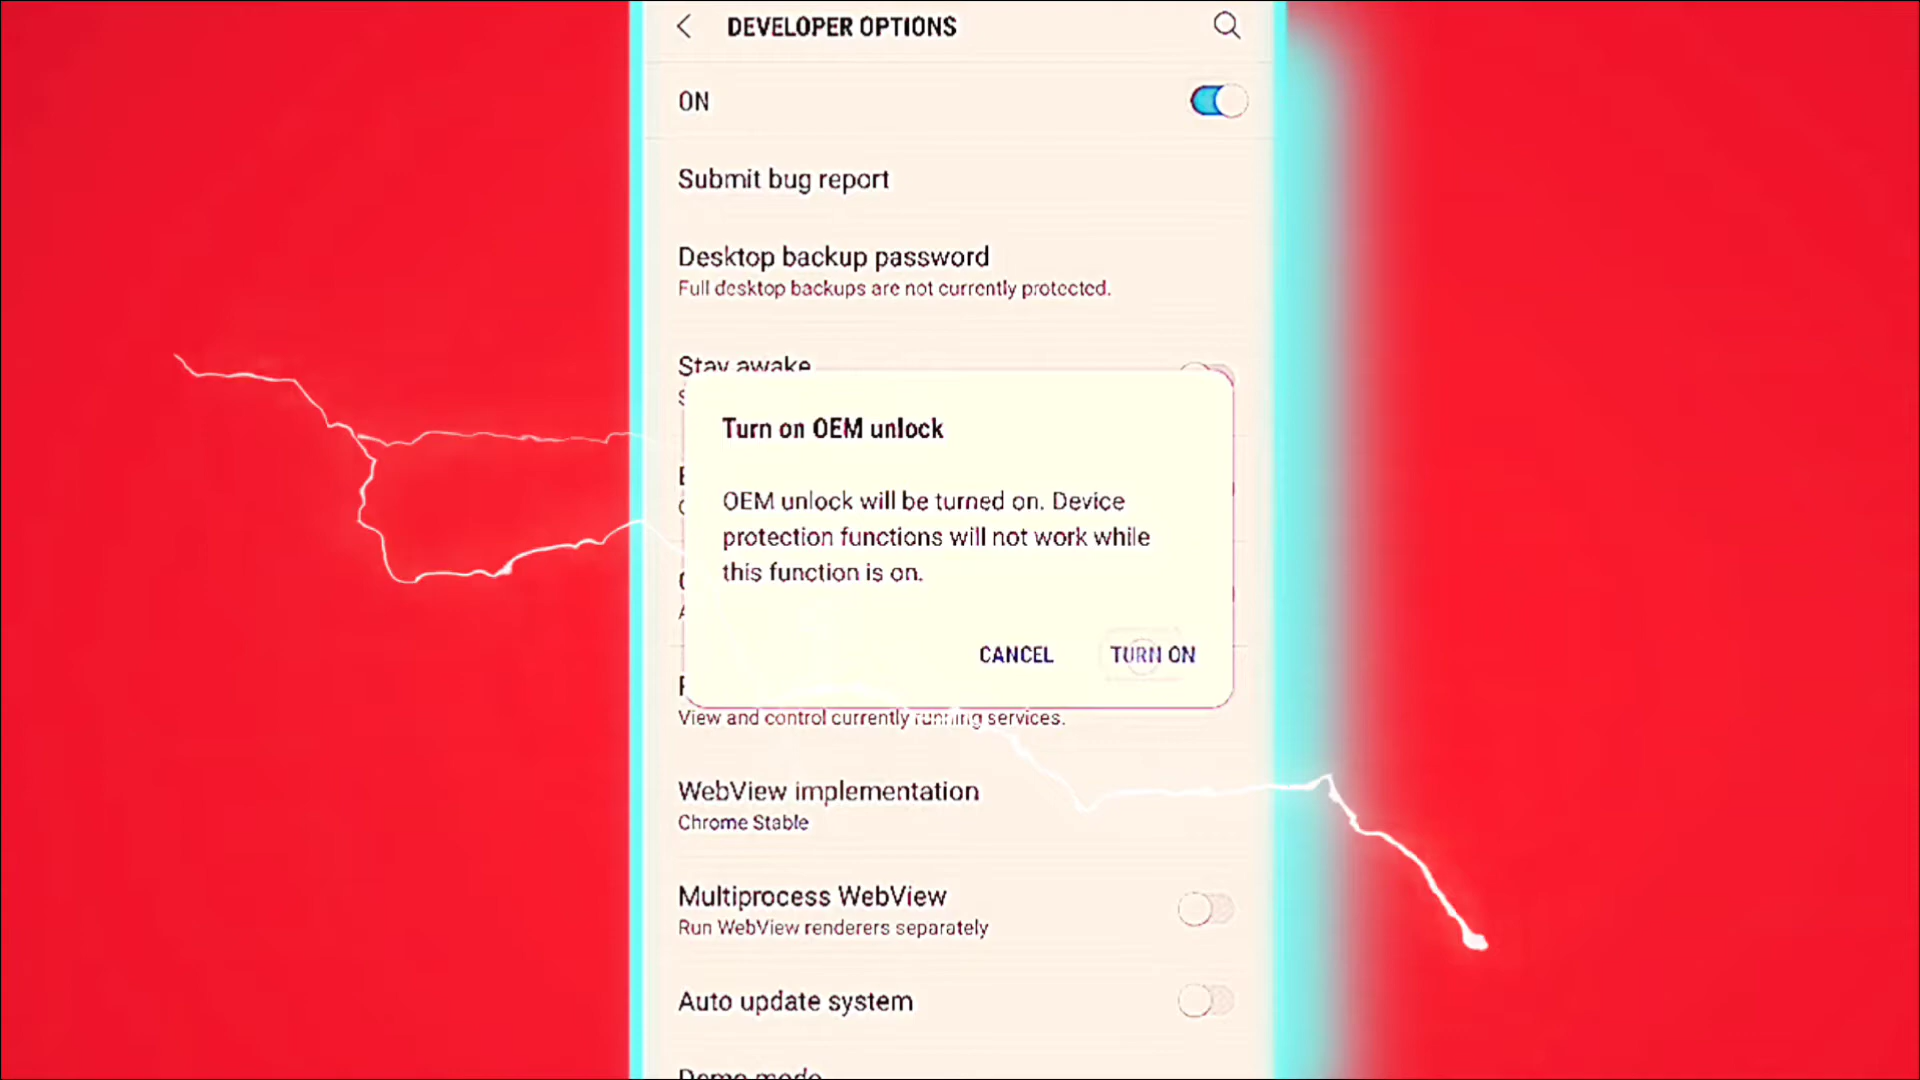 DEVELOPER OPTIONS
ON
Submit bug report
Desktop backup password
Full desktop backups are not currently protected.
Stay awake
Turn on OEM unlock
OEM unlock will be turned on. Device
protection functions will not work while
this function is on.
CANCEL
TURN ON
View and control currently running services.
WebView implementation
Chrome Stable
Multiprocess WebView
Run WebView renderers separately
Auto update system
Demo mode